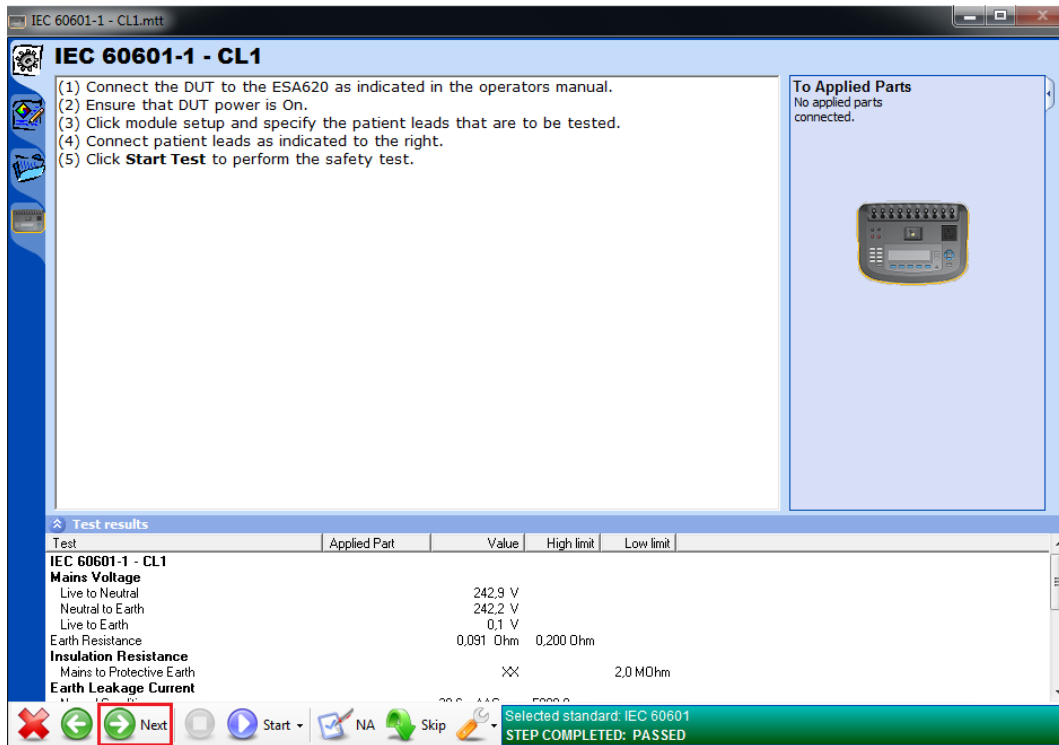 IEC 60601-1 - CL1.mtt
IEC 60601-1 - CL1
(1) Connect the DUT to the ESA620 as indicated in the operators manual.
(2) Ensure that DUT power is On.
(3) Click module setup and specify the patient leads that are to be tested.
(4) Connect patient leads as indicated to the right.
(5) Click Start Test to perform the safety test.
To Applied Parts
No applied parts
connected.
Test results
Test Applied Part Value High limit Low limit
IEC 60601-1 - CL1
Mains Voltage
Live to Neutral 242,9 V
Neutral to Earth 242,2 V
Live to Earth 0,1 V
Earth Resistance 0,091 Ohm 0,200 Ohm
Insulation Resistance
Mains to Protective Earth XX 2,0 MOhm
Earth Leakage Current
Next Start NA Skip
Selected standard: IEC 60601
STEP COMPLETED: PASSED